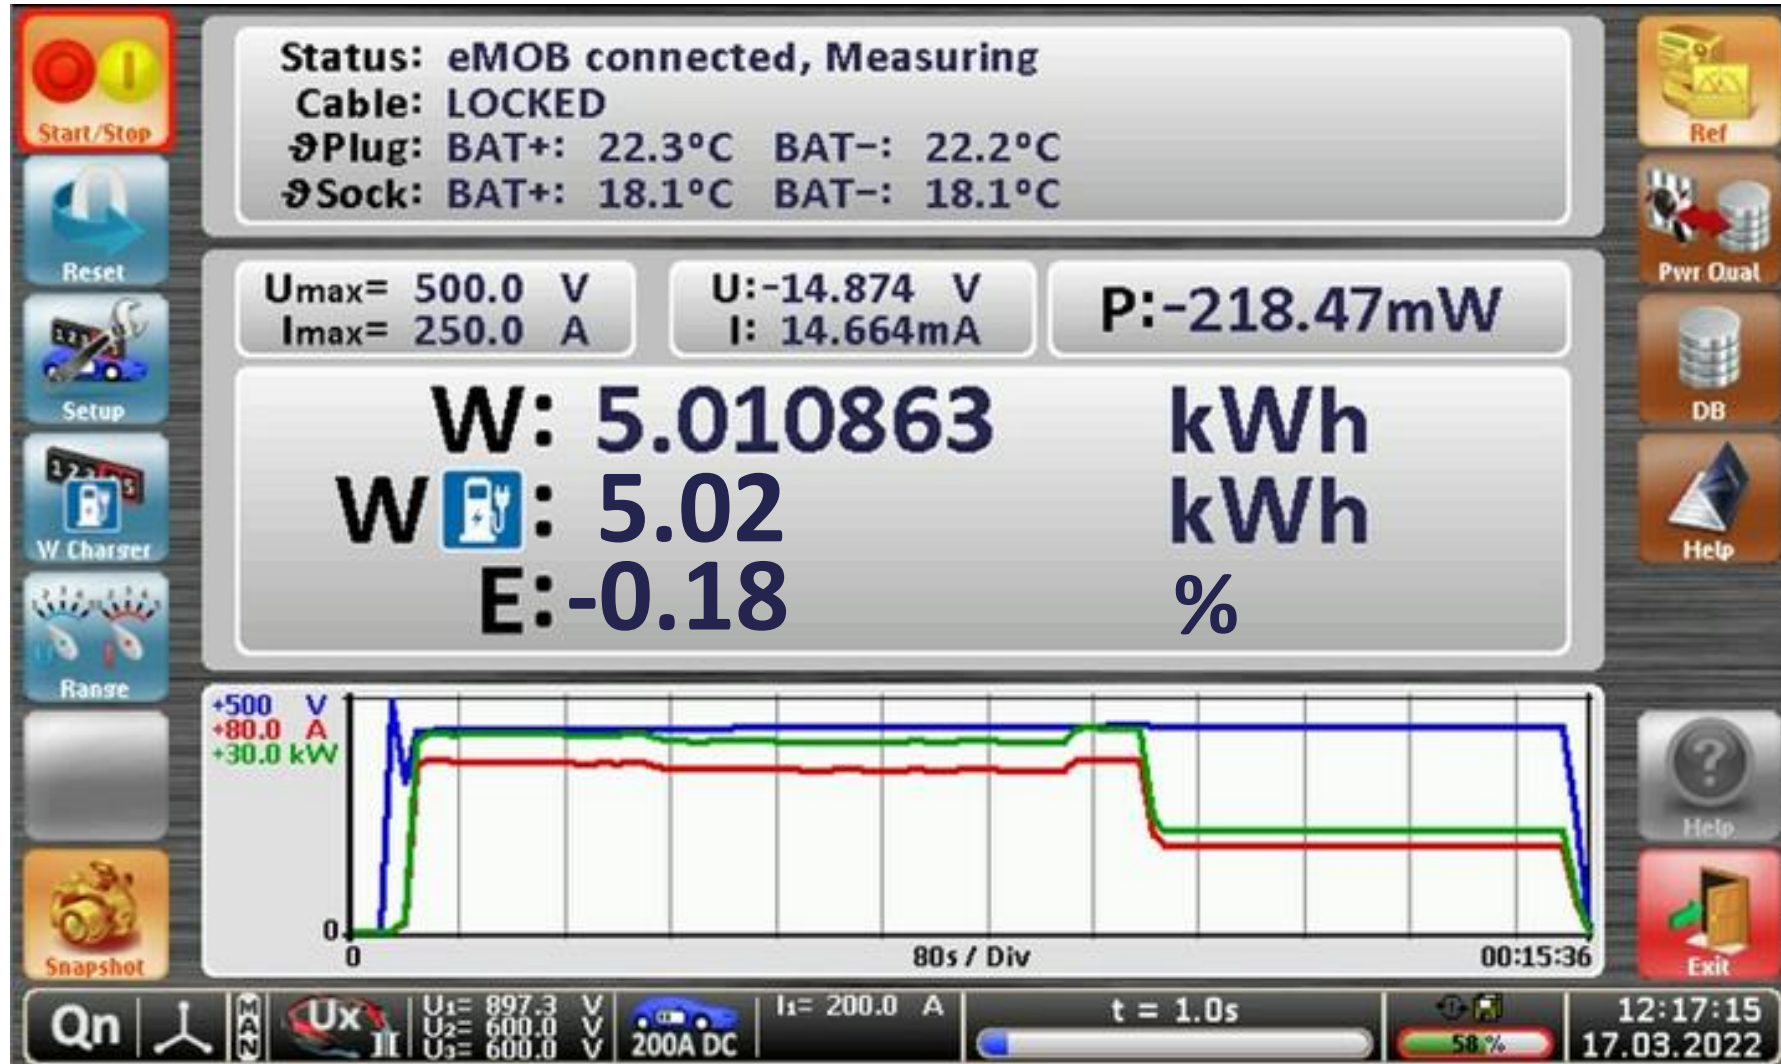 Start/Stop
Reset
Setup
W Charger
Range
Snapshot
Status: eMOB connected, Measuring
Cable: LOCKED
ϑPlug: BAT+: 22.3°C BAT−: 22.2°C
ϑSock: BAT+: 18.1°C BAT−: 18.1°C
Umax= 500.0 V
Imax= 250.0 A
U:-14.874 V
I: 14.664mA
P:-218.47mW
W: 5.010863 kWh
W: 5.02 kWh
E: -0.18 %
+500 V
+80.0 A
+30.0 kW
0
0 80s / Div 00:15:36
Ref
Pwr Qual
DB
Help
Help
Exit
Qn
MAN
Ux
II
U1= 897.3 V
U2= 600.0 V
U3= 600.0 V
200A DC
I1= 200.0 A
t = 1.0s
58 %
12:17:15
17.03.2022